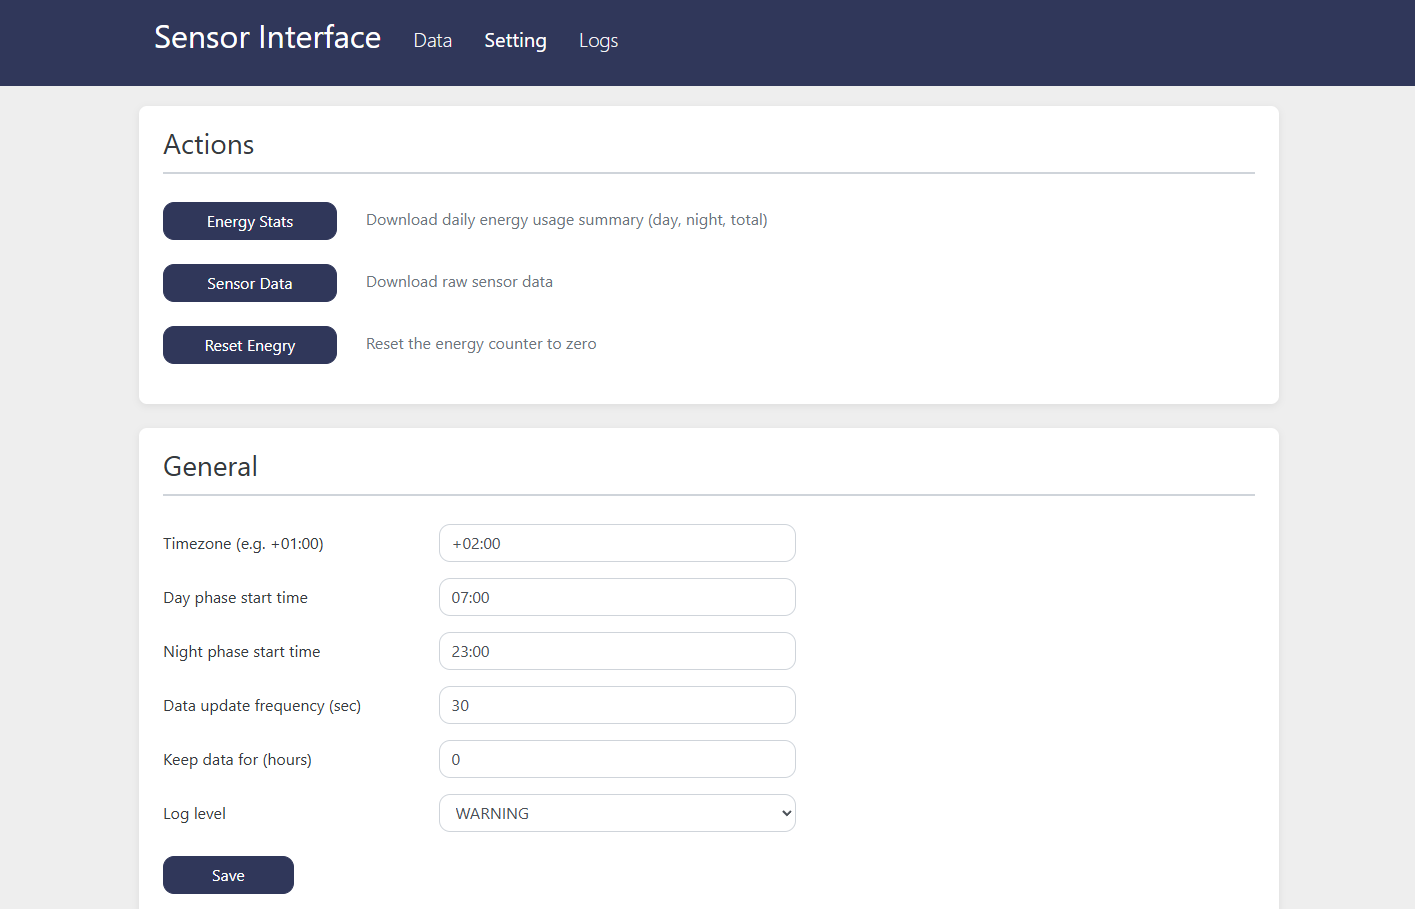 Sensor Interface Data Setting Logs
Actions
Energy Stats Download daily energy usage summary (day, night, total)
Sensor Data Download raw sensor data
Reset Enegry Reset the energy counter to zero
General
Timezone (e.g. +01:00) +02:00
Day phase start time 07:00
Night phase start time 23:00
Data update frequency (sec) 30
Keep data for (hours) 0
Log level WARNING
Save